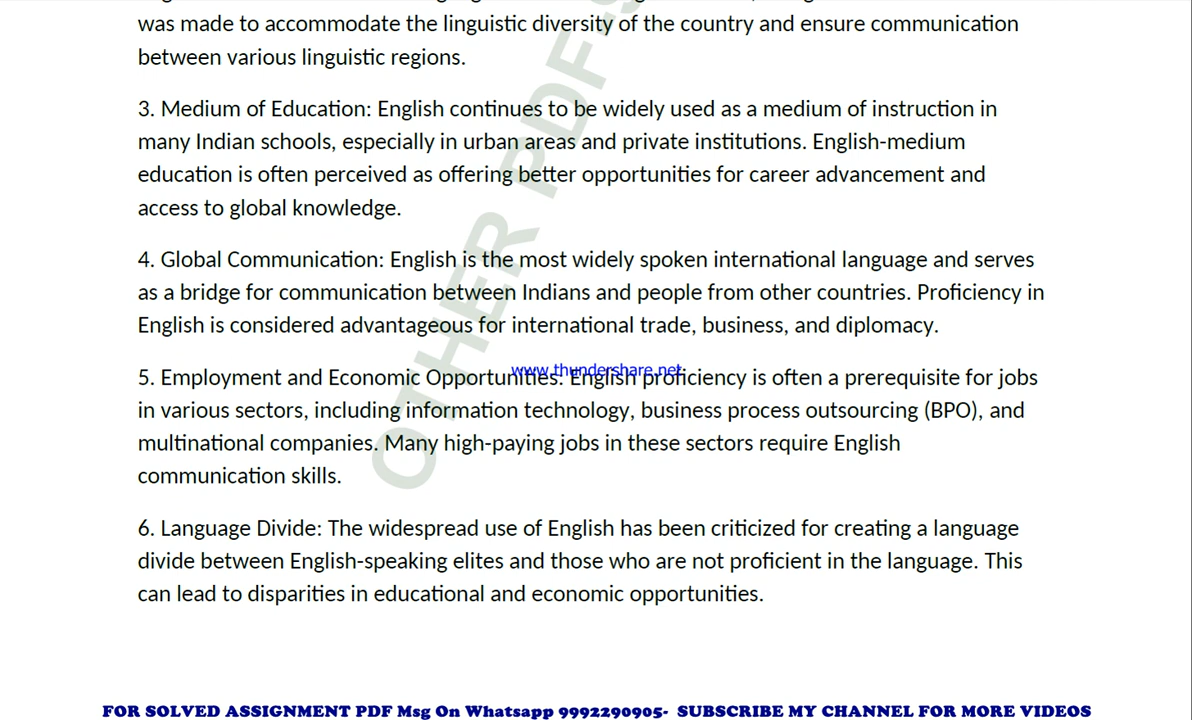 was made to accommodate the linguistic diversity of the country and ensure communication
between various linguistic regions.
3. Medium of Education: English continues to be widely used as a medium of instruction in
many Indian schools, especially in urban areas and private institutions. English-medium
education is often perceived as offering better opportunities for career advancement and
access to global knowledge.
4. Global Communication: English is the most widely spoken international language and serves
as a bridge for communication between Indians and people from other countries. Proficiency in
English is considered advantageous for international trade, business, and diplomacy.
www.thundershare.net
5. Employment and Economic Opportunities: English proficiency is often a prerequisite for jobs
in various sectors, including information technology, business process outsourcing (BPO), and
multinational companies. Many high-paying jobs in these sectors require English
communication skills.
6. Language Divide: The widespread use of English has been criticized for creating a language
divide between English-speaking elites and those who are not proficient in the language. This
can lead to disparities in educational and economic opportunities.
OTHER PDF
FOR SOLVED ASSIGNMENT PDF Msg On Whatsapp 9992290905- SUBSCRIBE MY CHANNEL FOR MORE VIDEOS